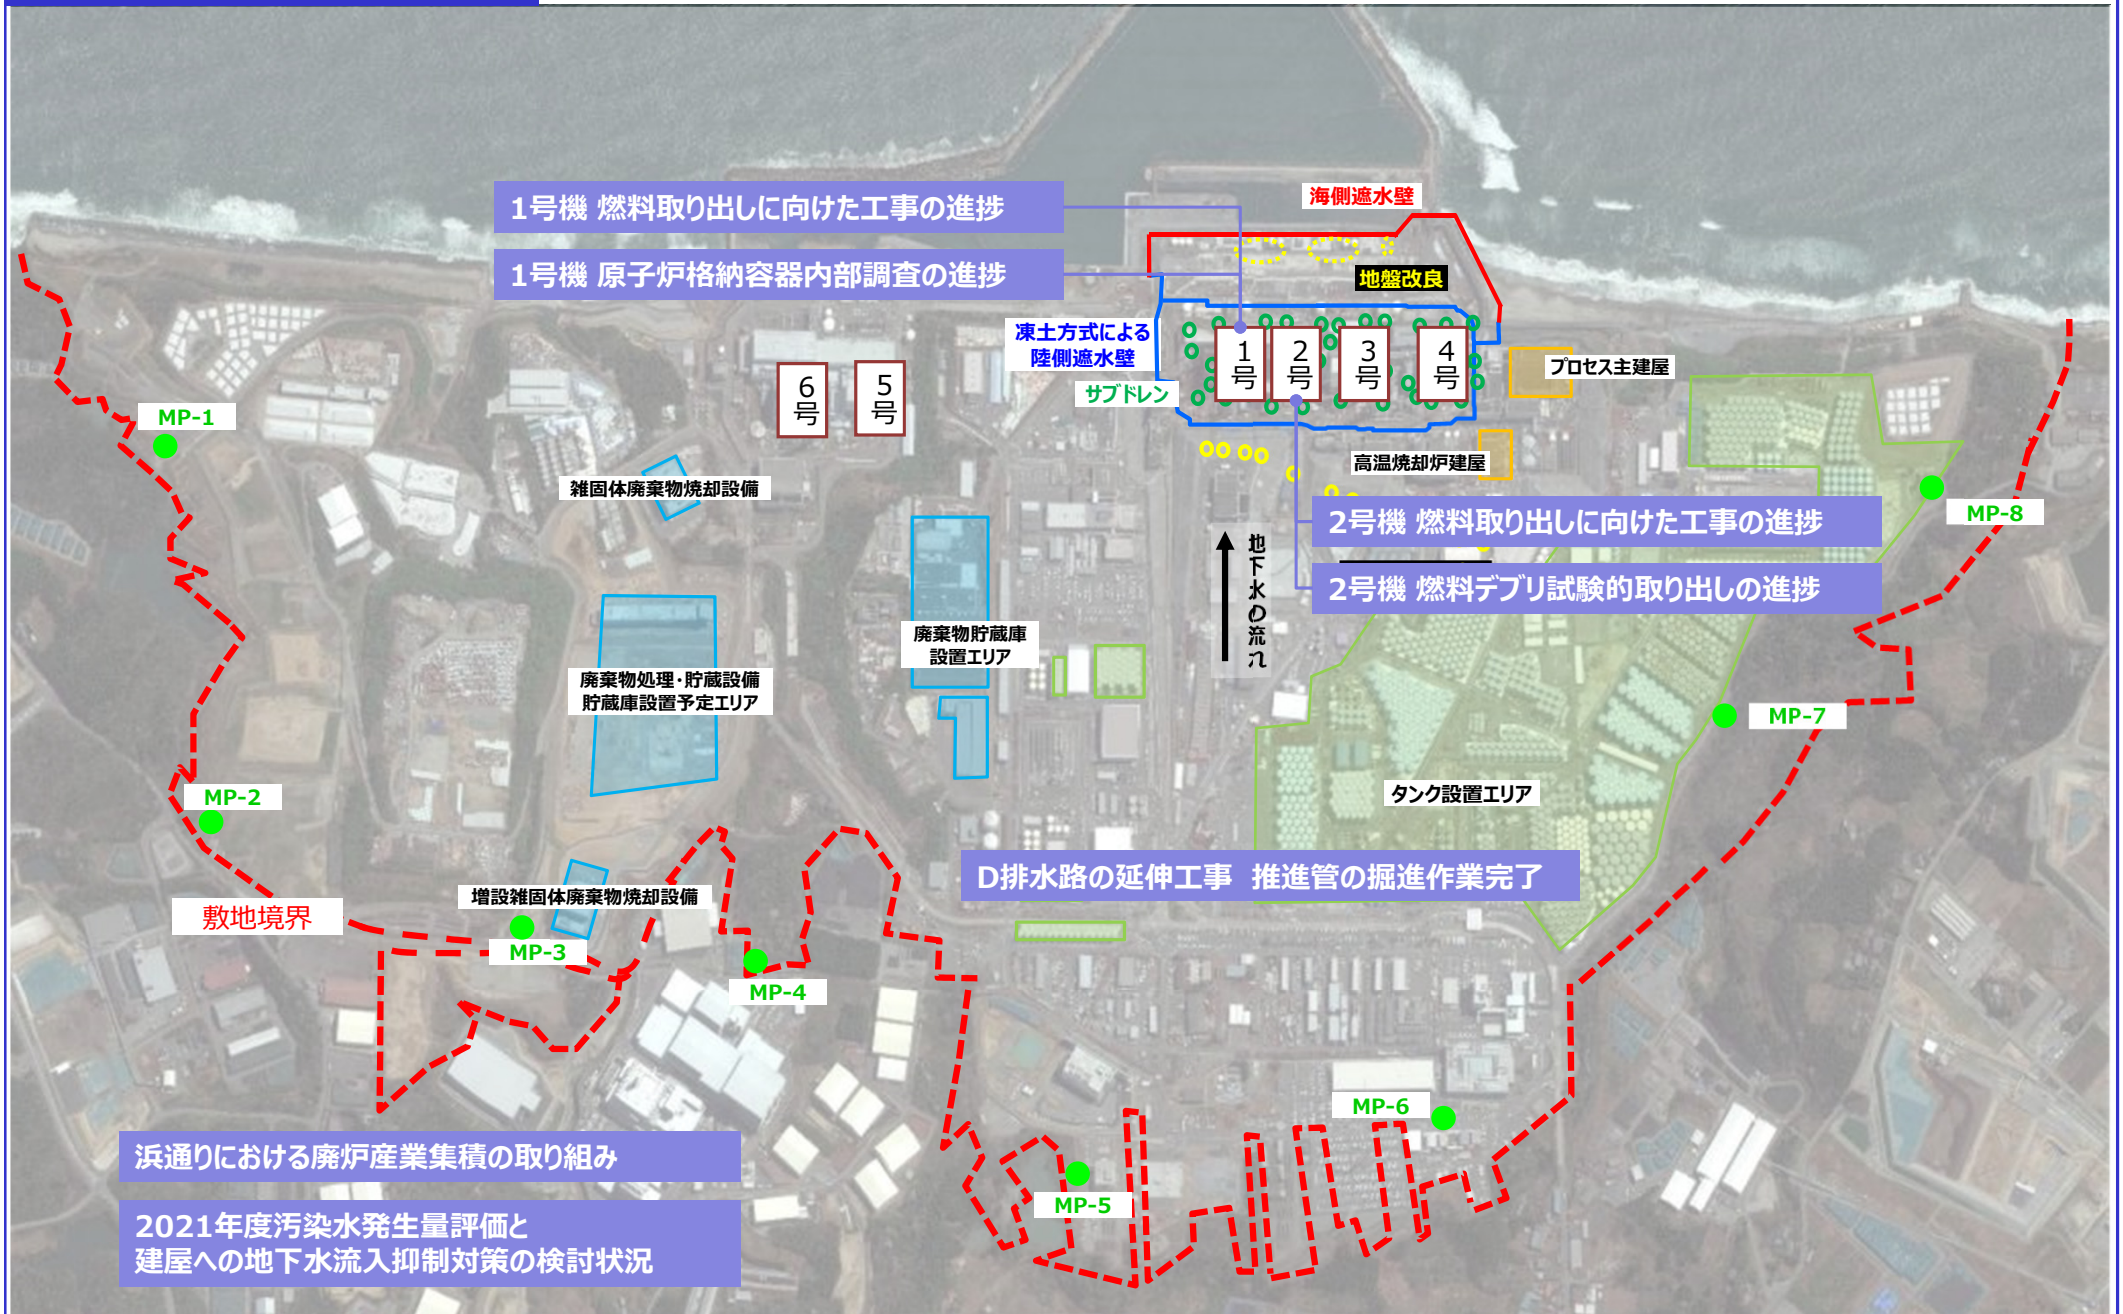 1号機 燃料取り出しに向けた工事の進捗
海側遮水壁
1号機 原子炉格納容器内部調査の進捗
地盤改良
凍土方式による
陸側遮水壁
サブドレン
1号
2号
3号
4号
プロセス主建屋
6号
5号
MP-1
高温焼却炉建屋
雑固体廃棄物焼却設備
2号機 燃料取り出しに向けた工事の進捗
MP-8
地下水の流れ
2号機 燃料デブリ試験的取り出しの進捗
廃棄物貯蔵庫
設置エリア
廃棄物処理・貯蔵設備
貯蔵庫設置予定エリア
MP-7
MP-2
タンク設置エリア
D排水路の延伸工事 推進管の掘進作業完了
増設雑固体廃棄物焼却設備
敷地境界
MP-3
MP-4
MP-6
浜通りにおける廃炉産業集積の取り組み
MP-5
2021年度汚染水発生量評価と
建屋への地下水流入抑制対策の検討状況